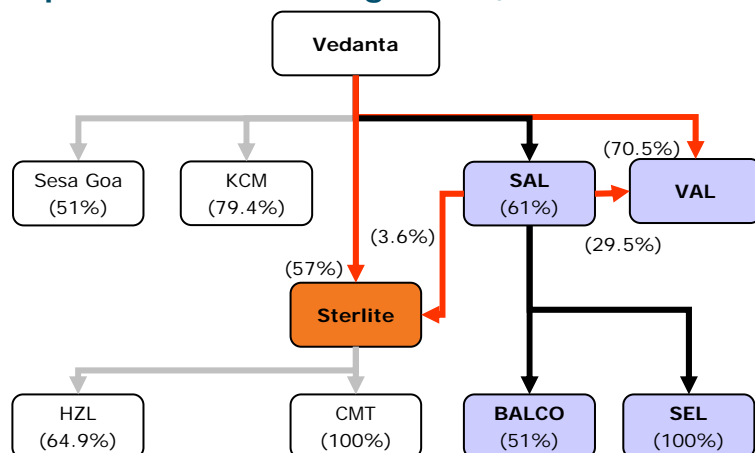 Vedanta
(70.5%)
Sesa Goa
(51%)
KCM
(79.4%)
SAL
(61%)
VAL
(3.6%)
(29.5%)
(57%)
Sterlite
HZL
(64.9%)
CMT
(100%)
BALCO
(51%)
SEL
(100%)